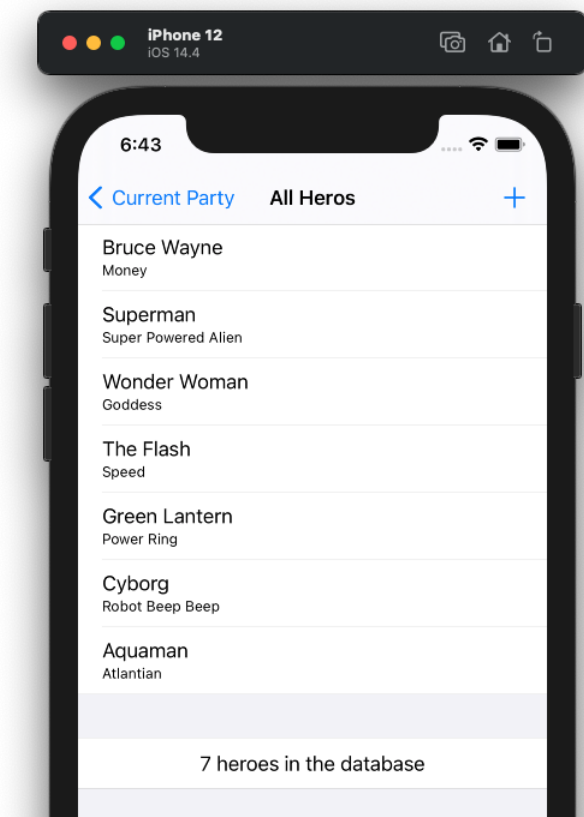 iPhone 12
iOS 14.4
6:43
Current Party All Heros
Bruce Wayne
Money
Superman
Super Powered Alien
Wonder Woman
Goddess
The Flash
Speed
Green Lantern
Power Ring
Cyborg
Robot Beep Beep
Aquaman
Atlantian
7 heroes in the database